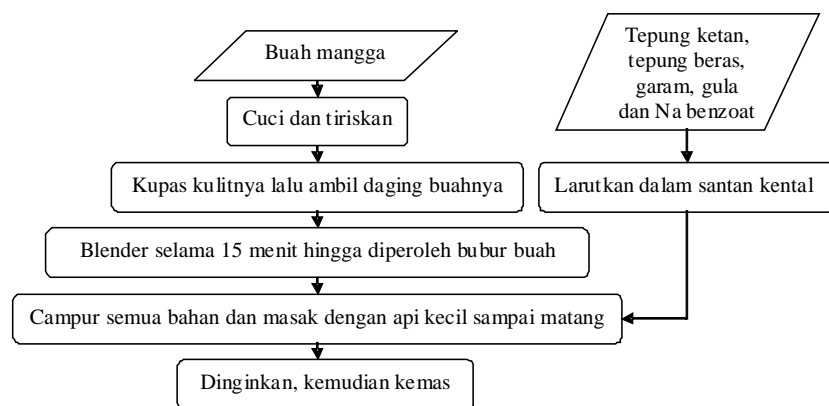 Buah mangga
Cuci dan tiriskan
Kupas kulitnya lalu ambil daging buahnya
Blender selama 15 menit hingga diperoleh bubur buah
Tepung ketan,
tepung beras,
garam, gula
dan Na benzoat
Larutkan dalam santan kental
Campur semua bahan dan masak dengan api kecil sampai matang
Dinginkan, kemudian kemas